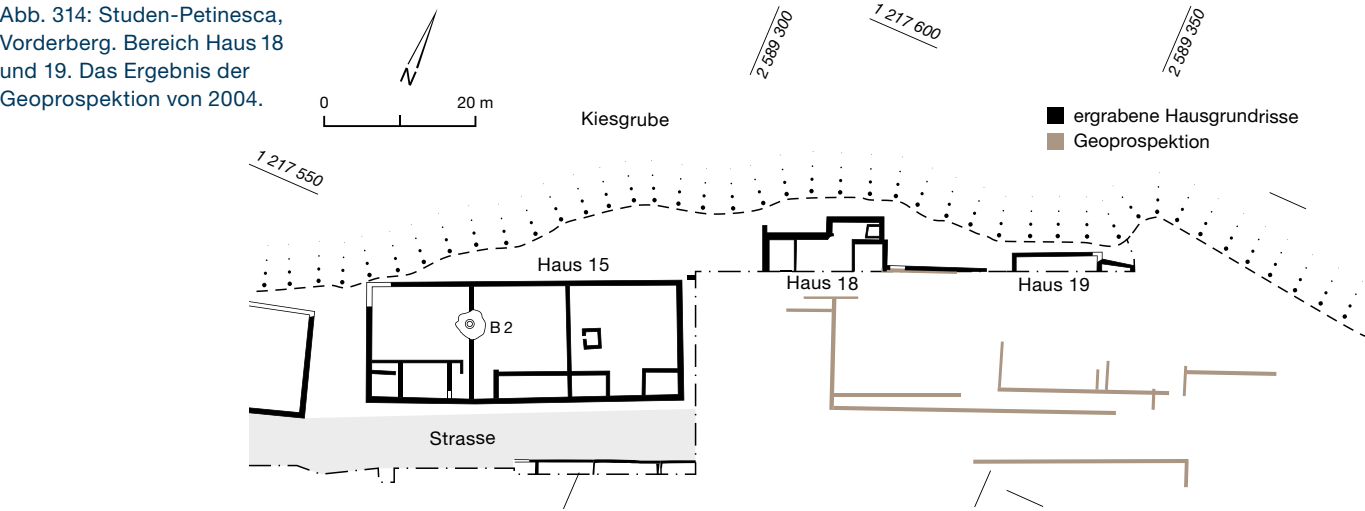 Abb. 314: Studen-Petinesca,
Vorderberg. Bereich Haus 18
und 19. Das Ergebnis der
Geoprospektion von 2004.
N
0 20 m
Kiesgrube
2 589 300
1 217 600
2 589 350
ergrabene Hausgrundrisse
Geoprospektion
1 217 550
Haus 15
Haus 18
Haus 19
B 2
Strasse